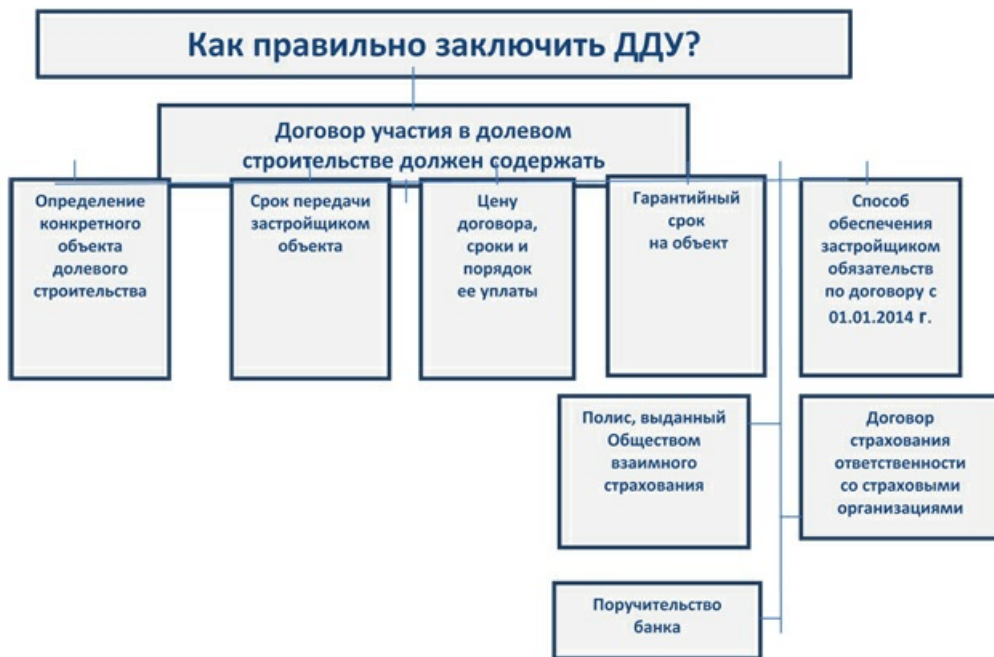 Как правильно заключить ДДУ?
Договор участия в долевом
строительстве должен содержать
Определение
конкретного
объекта
долевого
строительства
Срок передачи
застройщиком
объекта
Цену
договора,
сроки и
порядок
ее уплаты
Гарантийный
срок
на объект
Способ
обеспечения
застройщиком
обязательств
по договору с
01.01.2014 г.
Полис, выданный
Обществом
взаимного
страхования
Договор
страхования
ответственности
со страховыми
организациями
Поручительство
банка